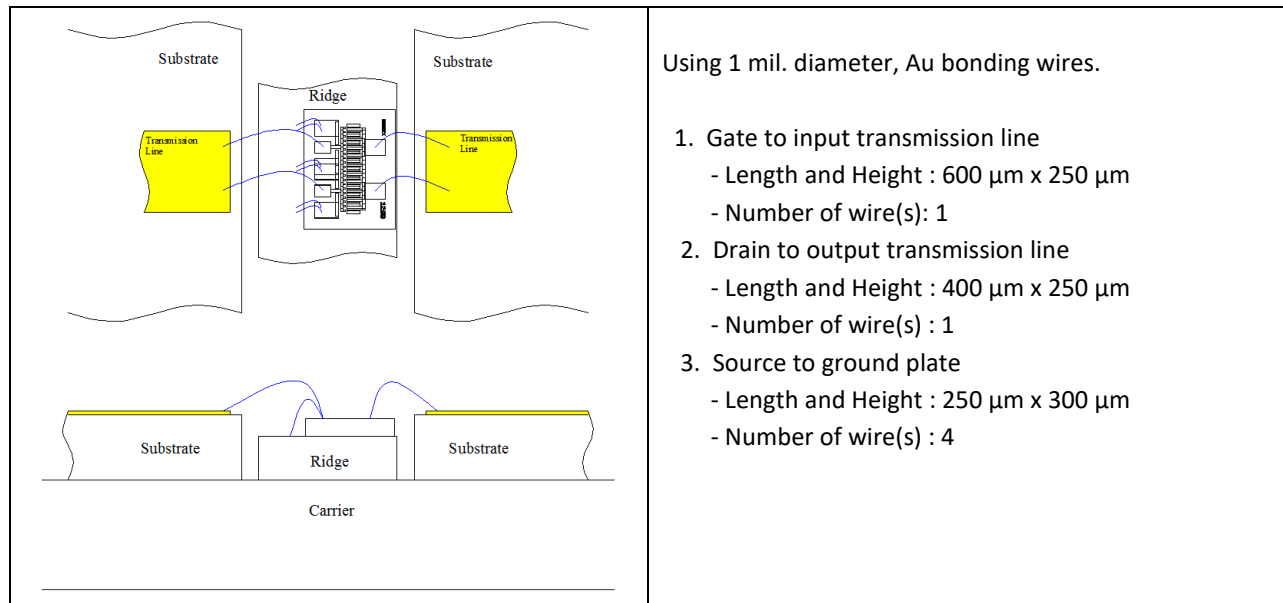 Substrate
Substrate
Ridge
Transmission
Line
Transmission
Line
Substrate
Ridge
Substrate
Carrier
Using 1 mil. diameter, Au bonding wires.
1. Gate to input transmission line
- Length and Height : 600 µm x 250 µm
- Number of wire(s): 1
2. Drain to output transmission line
- Length and Height : 400 µm x 250 µm
- Number of wire(s) : 1
3. Source to ground plate
- Length and Height : 250 µm x 300 µm
- Number of wire(s) : 4